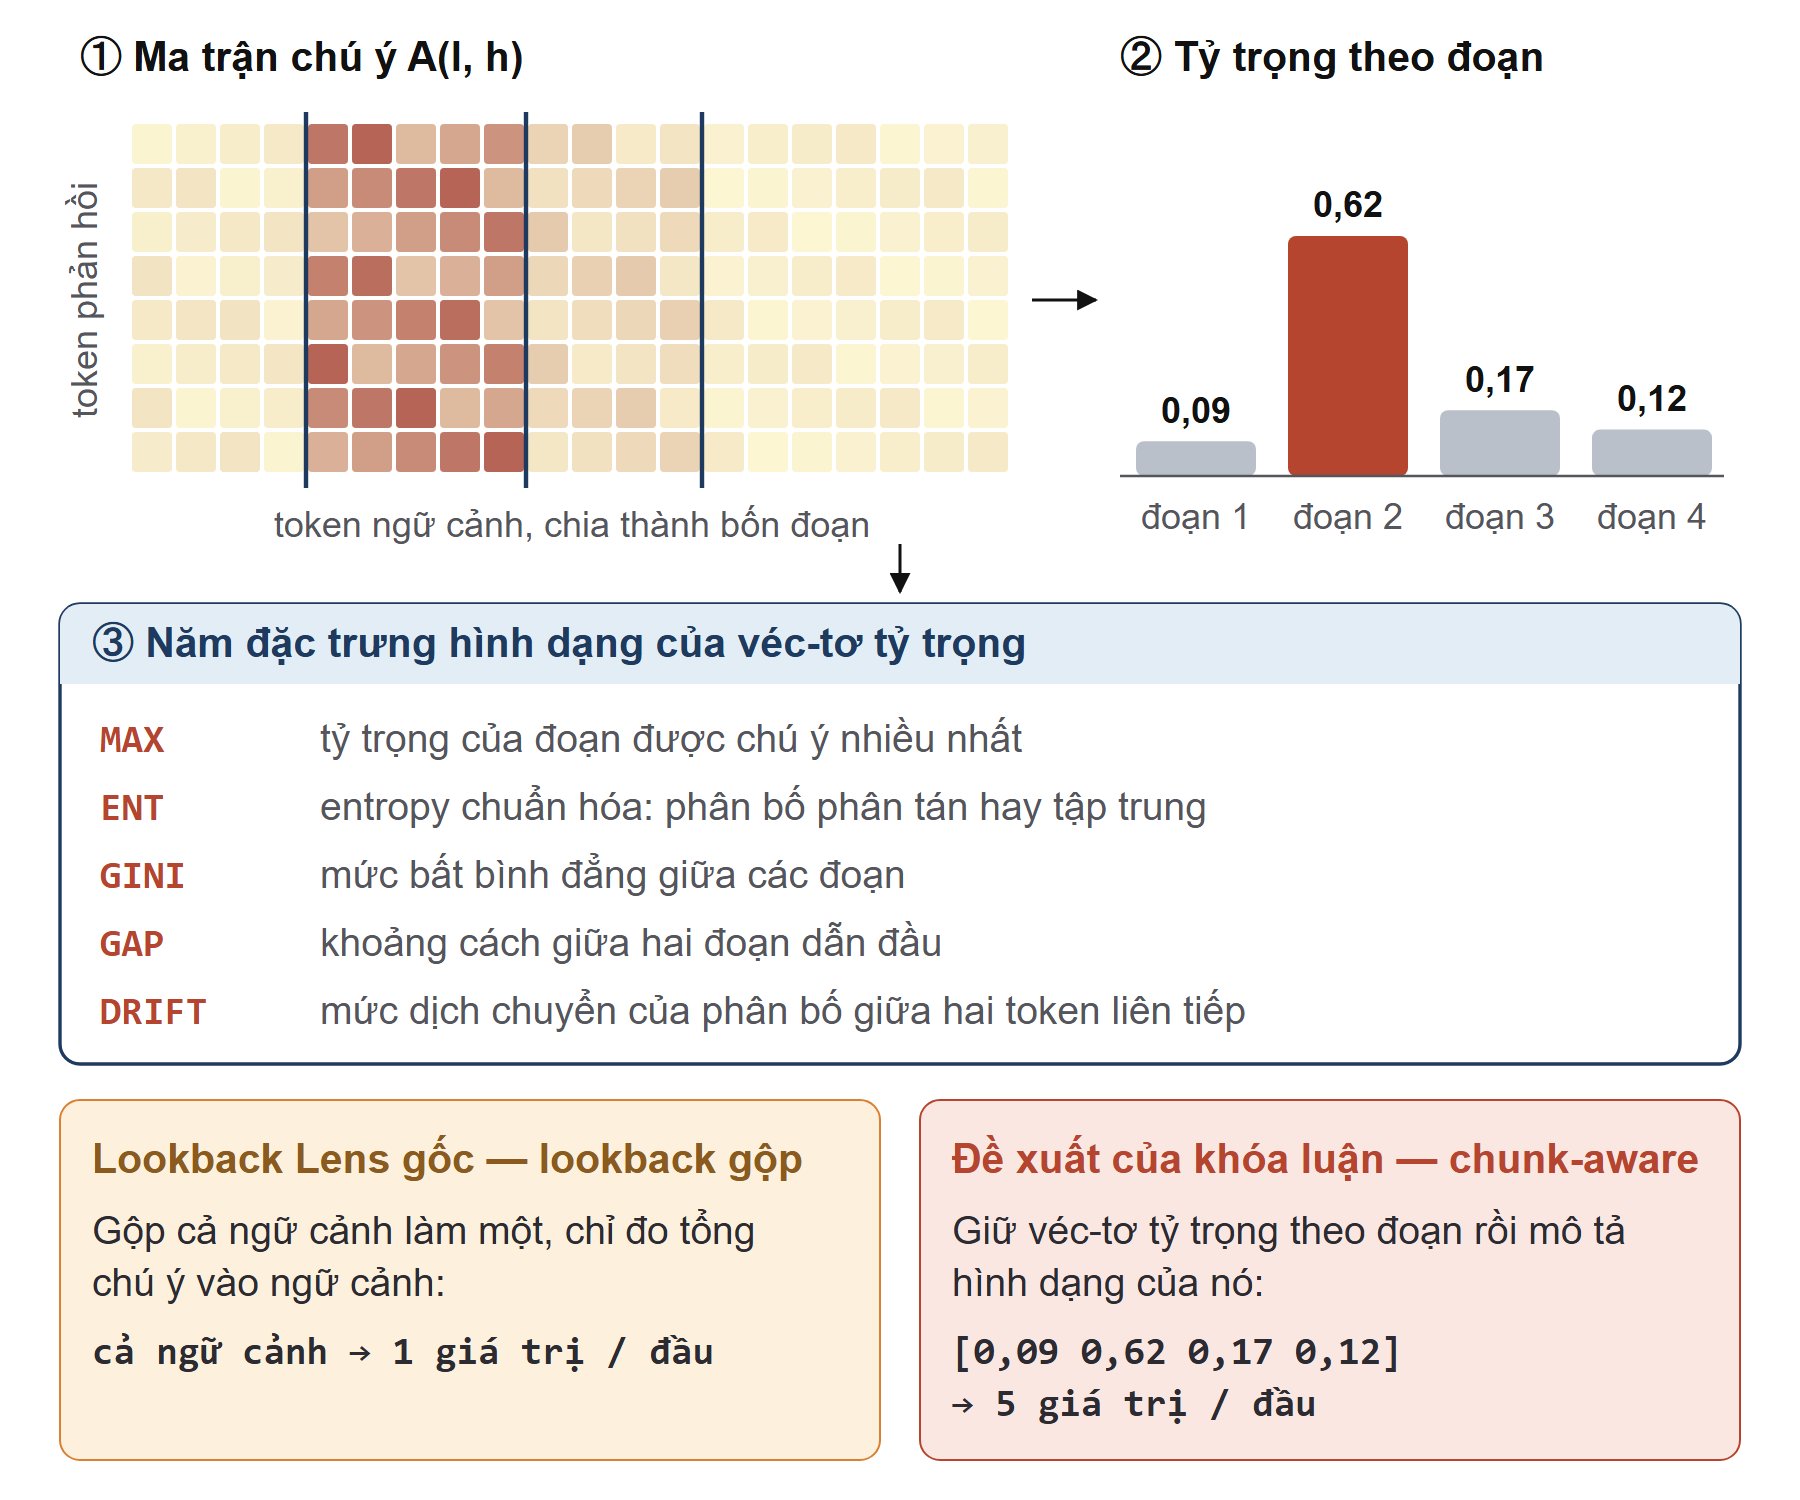 ① Ma trận chú ý A(l, h)
② Tỷ trọng theo đoạn
token phản hồi
token ngữ cảnh, chia thành bốn đoạn
0,09
0,62
0,17
0,12
đoạn 1
đoạn 2
đoạn 3
đoạn 4
③ Năm đặc trưng hình dạng của véc-tơ tỷ trọng
MAX tỷ trọng của đoạn được chú ý nhiều nhất
ENT entropy chuẩn hóa: phân bố phân tán hay tập trung
GINI mức bất bình đẳng giữa các đoạn
GAP khoảng cách giữa hai đoạn dẫn đầu
DRIFT mức dịch chuyển của phân bố giữa hai token liên tiếp
Lookback Lens gốc — lookback gộp
Gộp cả ngữ cảnh làm một, chỉ đo tổng
chú ý vào ngữ cảnh:
cả ngữ cảnh → 1 giá trị / đầu
Đề xuất của khóa luận — chunk-aware
Giữ véc-tơ tỷ trọng theo đoạn rồi mô tả
hình dạng của nó:
[0,09 0,62 0,17 0,12]
→ 5 giá trị / đầu